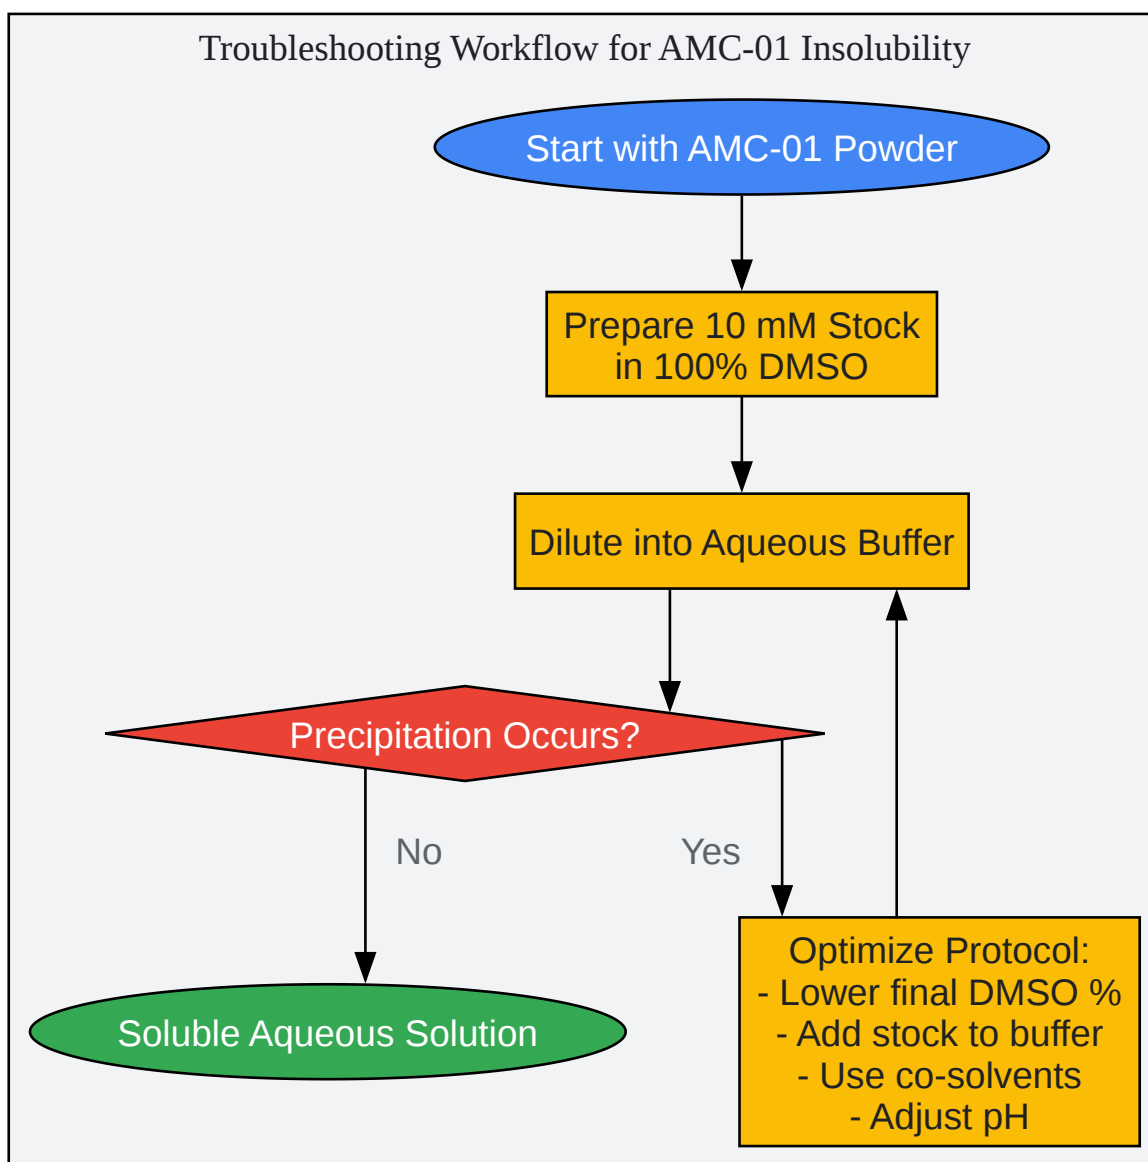 Troubleshooting Workflow for AMC-01 Insolubility
Start with AMC-01 Powder
Prepare 10 mM Stock
in 100% DMSO
Dilute into Aqueous Buffer
Precipitation Occurs?
No
Yes
Optimize Protocol:
- Lower final DMSO %
- Add stock to buffer
- Use co-solvents
- Adjust pH
Soluble Aqueous Solution